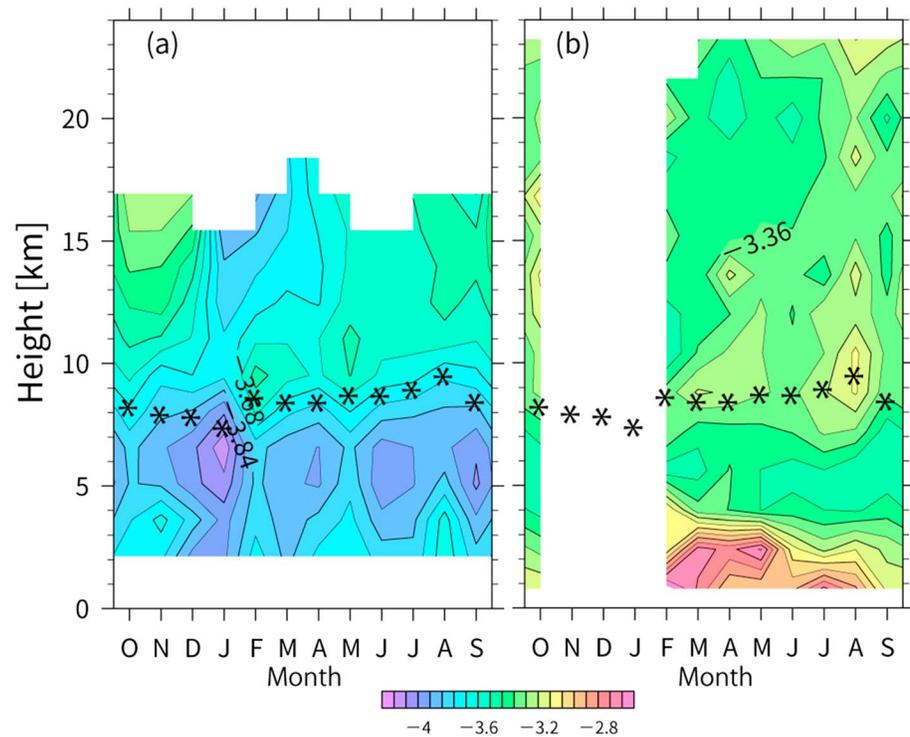 (a)
(b)
20
15
10
5
0
Height [km]
−3.68
−3.84
−3.36
O N D J F M A M J J A S
O N D J F M A M J J A S
Month
Month
−4 −3.6 −3.2 −2.8